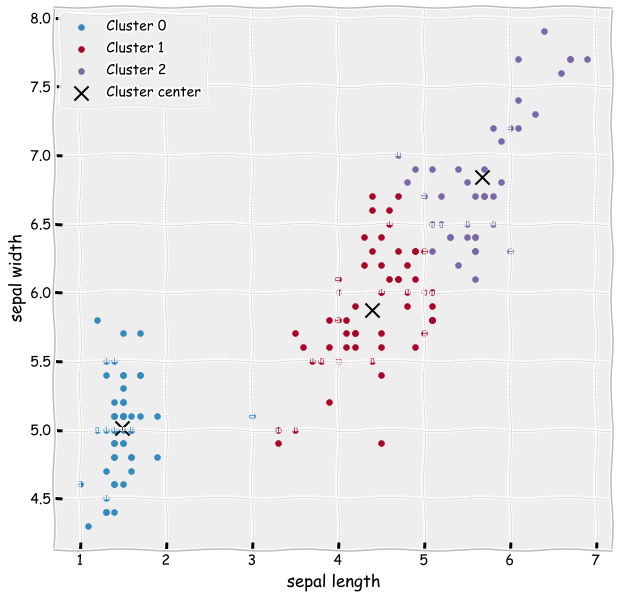 8.0
7.5
7.0
6.5
6.0
5.5
5.0
4.5
Cluster 0
Cluster 1
Cluster 2
Cluster center
sepal width
1 2 3 4 5 6 7
sepal length